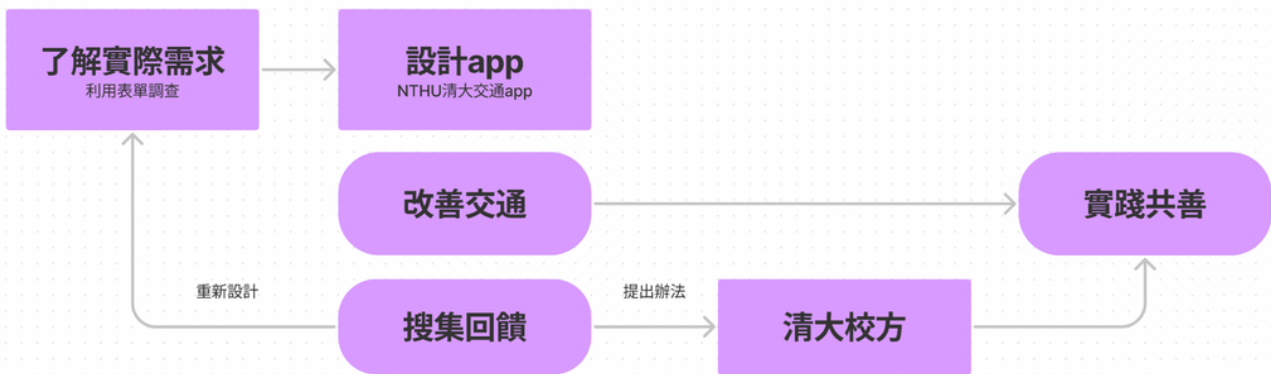 了解實際需求
利用表單調查
設計app
NTHU清大交通app
改善交通
實踐共善
重新設計
搜集回饋
提出辦法
清大校方